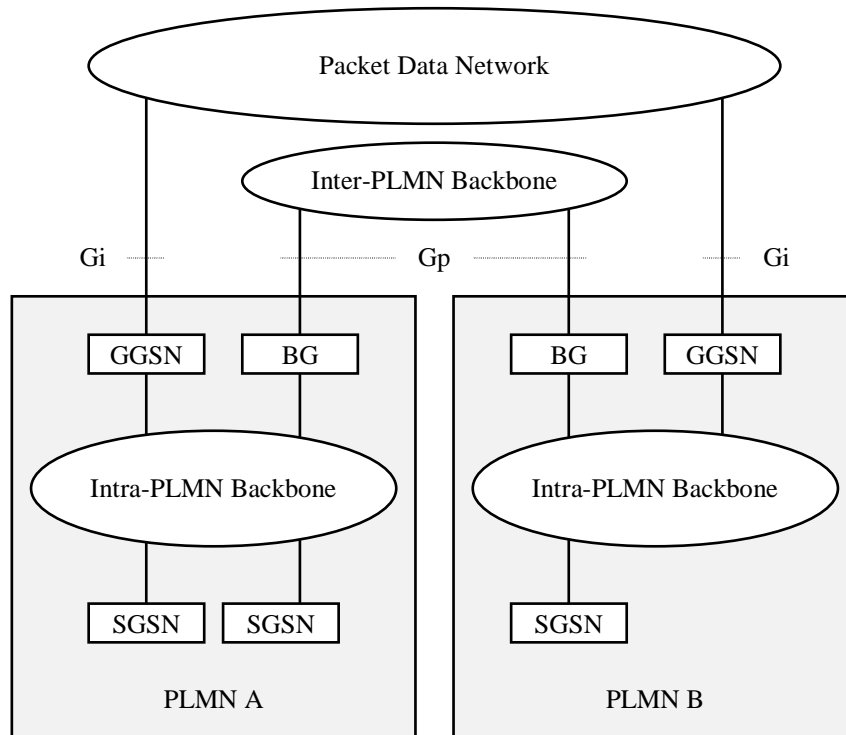 Packet Data Network
Inter-PLMN Backbone
Gi
Gp
Gi
GGSN
BG
BG
GGSN
Intra-PLMN Backbone
Intra-PLMN Backbone
SGSN
SGSN
SGSN
PLMN A
PLMN B